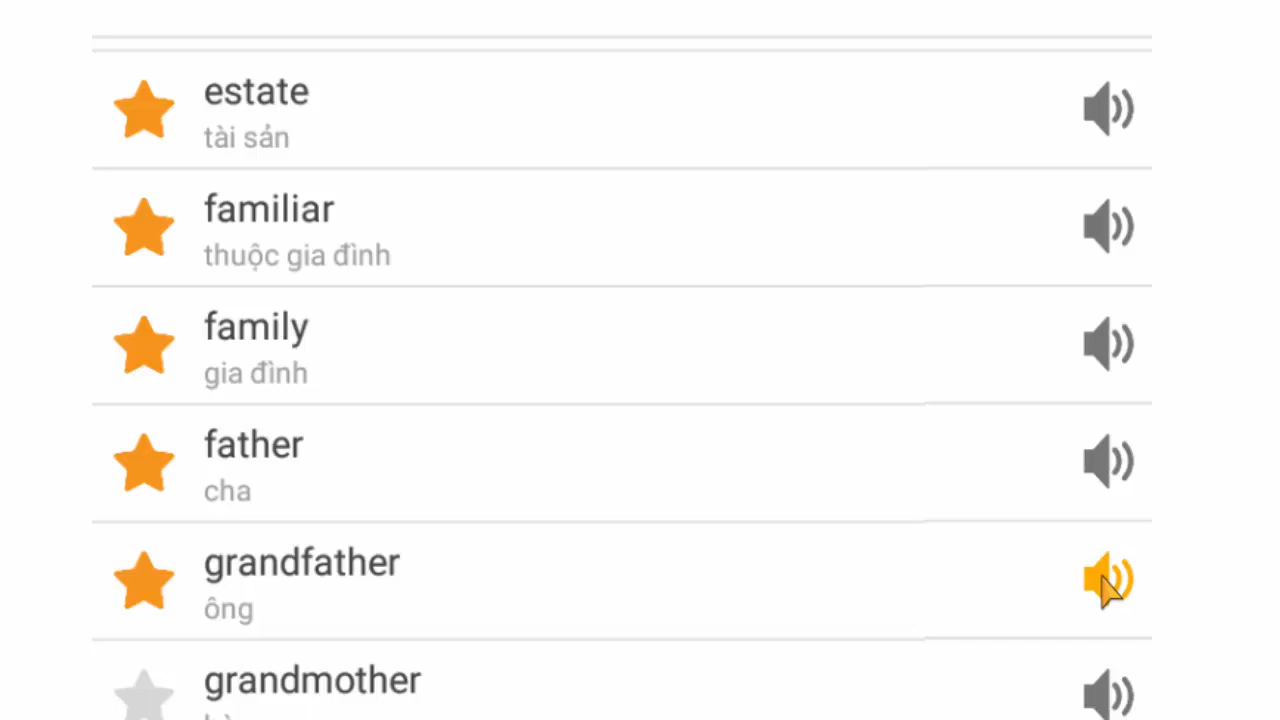 estate
tài sản
familiar
thuộc gia đình
family
gia đình
father
cha
grandfather
ông
grandmother